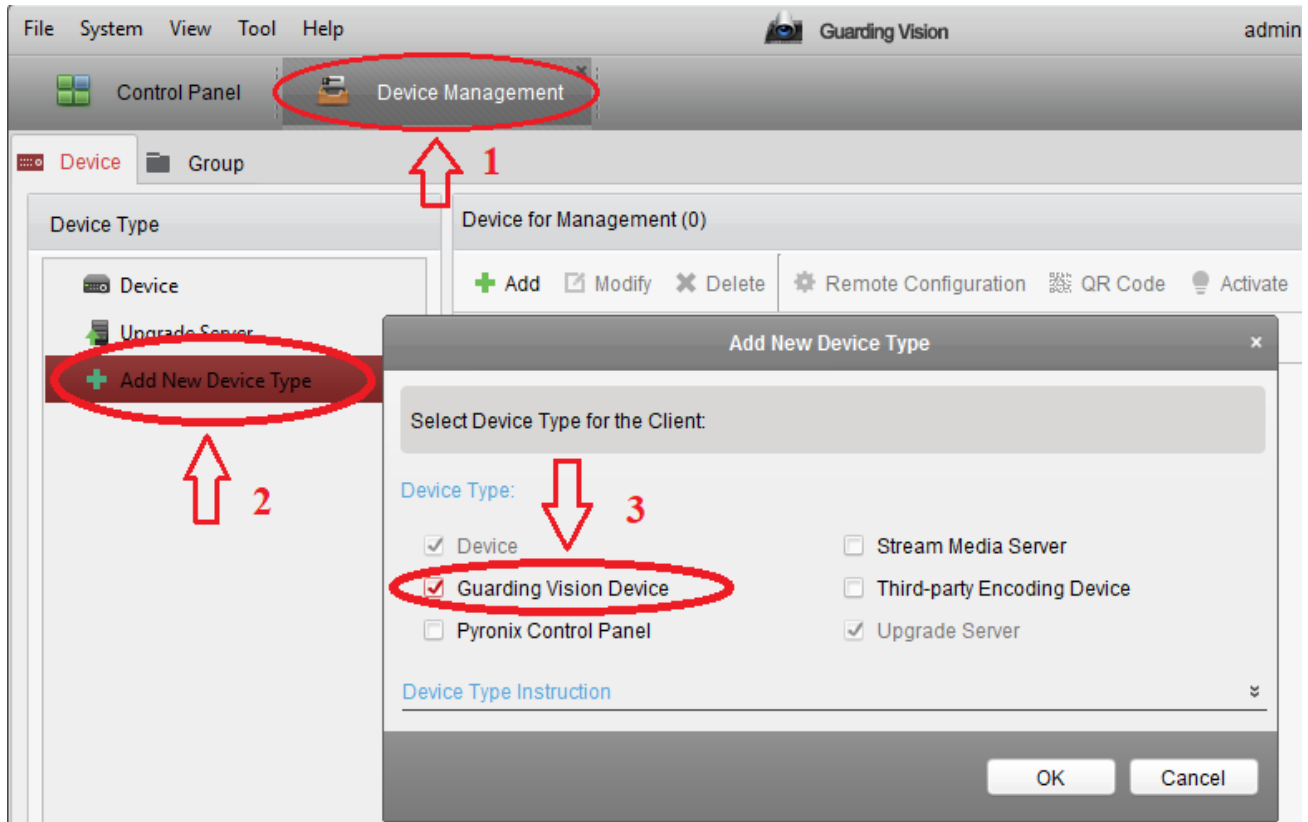 File System View Tool Help Guarding Vision admin
Control Panel Device Management
1
Device Group
Device Type
Device for Management (0)
Device
Add Modify Delete Remote Configuration QR Code Activate
Upgrade Server
Add New Device Type
2
Add New Device Type
Select Device Type for the Client:
Device Type:
3
Device Stream Media Server
Guarding Vision Device Third-party Encoding Device
Pyronix Control Panel Upgrade Server
Device Type Instruction
OK Cancel